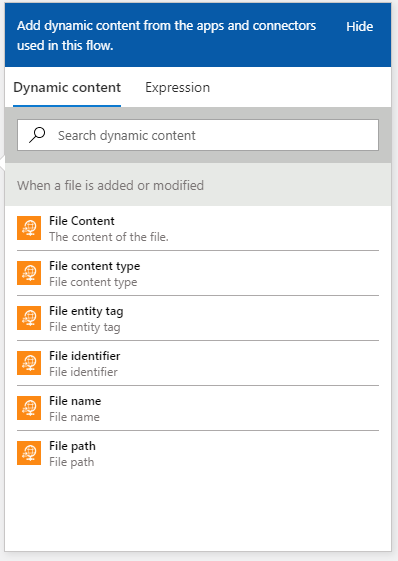 Add dynamic content from the apps and connectors
used in this flow.
Hide
Dynamic content
Expression
Search dynamic content
When a file is added or modified
File Content
The content of the file.
File content type
File content type
File entity tag
File entity tag
File identifier
File identifier
File name
File name
File path
File path